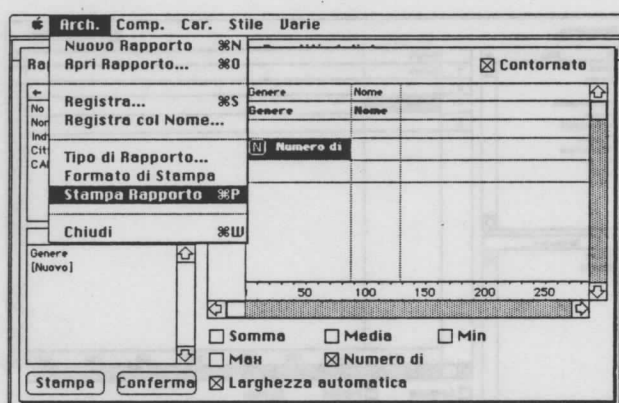 Arch. Comp. Car. Stile Varie
Nuovo Rapporto ⌘N
Apri Rapporto... ⌘O
Registra... ⌘S
Registra col Nome...
Tipo di Rapporto...
Formato di Stampa
Stampa Rapporto ⌘P
Chiudi ⌘W
Contornato
Genere Nome
Genere Nome
N Numero di
No
Citt
Genere
[Nuovo]
50 100 150 200 250
Somma Media Min
Max Numero di
Stampa Conferma Larghezza automatica